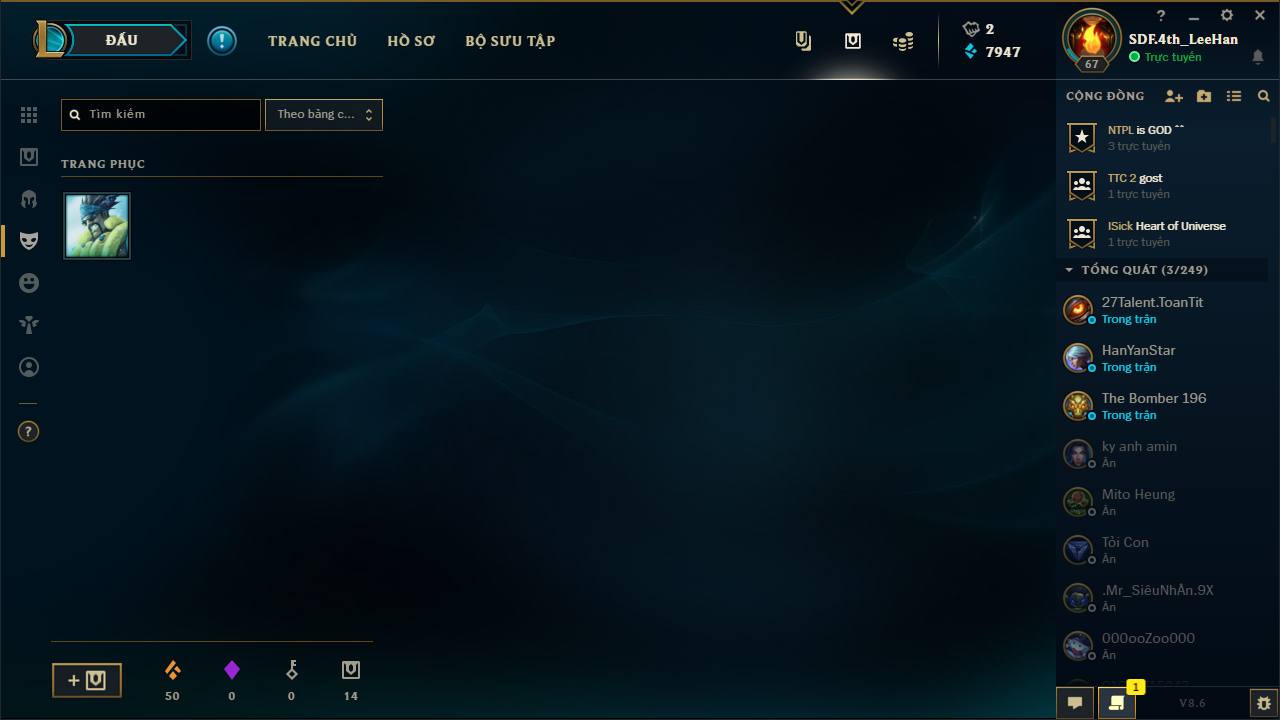 ĐẤU
TRANG CHỦ
HỒ SƠ
BỘ SƯU TẬP
2
7947
67
SDF.4th_LeeHan
Trực tuyến
Tìm kiếm
Theo bảng c...
TRANG PHỤC
50
0
0
14
CỘNG ĐỒNG
NTPL is GOD ^^
3 trực tuyến
TTC 2 gost
1 trực tuyến
ISick Heart of Universe
1 trực tuyến
TỔNG QUÁT (3/249)
27Talent.ToanTit
Trong trận
HanYanStar
Trong trận
The Bomber 196
Trong trận
ky anh amin
Ẩn
Mito Heung
Ẩn
Tỏi Con
Ẩn
.Mr_SiêuNhÂn.9X
Ẩn
000ooZoo000
Ẩn
1
V8.6